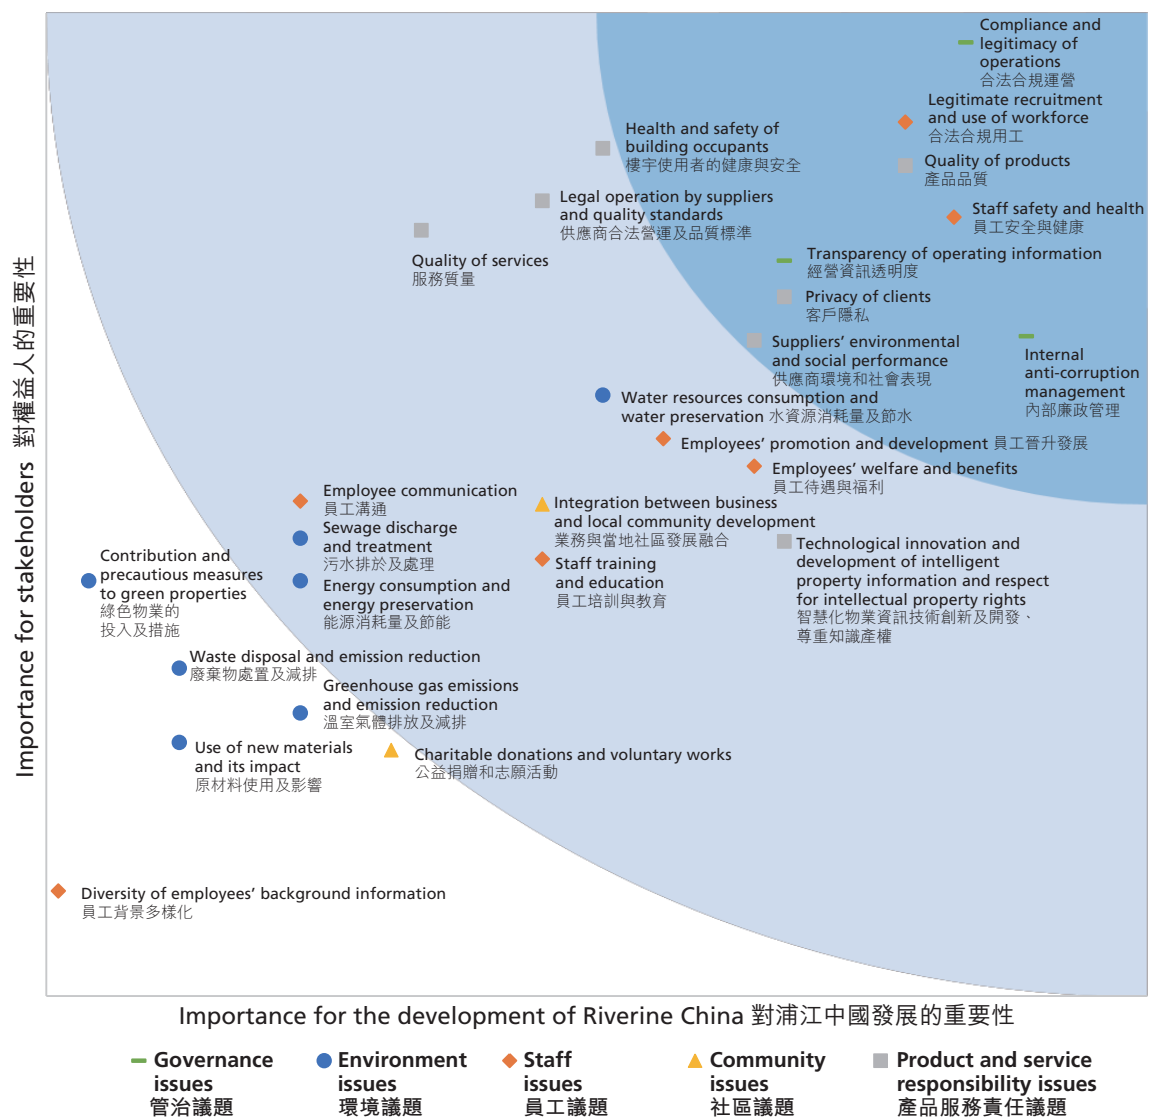 Compliance and
legitimacy of
operations
合法合規運營
Legitimate recruitment
and use of workforce
合法合規用工
Health and safety of
building occupants
樓宇使用者的健康與安全
Quality of products
產品品質
Legal operation by suppliers
and quality standards
供應商合法營運及品質標準
Staff safety and health
員工安全與健康
Quality of services
服務質量
Transparency of operating information
經營資訊透明度
Privacy of clients
客戶隱私
Suppliers' environmental
and social performance
供應商環境和社會表現
Internal
anti-corruption
management
內部廉政管理
Water resources consumption and
water preservation 水資源消耗量及節水
Employees' promotion and development 員工晉升發展
Employees' welfare and benefits
員工待遇與福利
Employee communication
員工溝通
Integration between business
and local community development
業務與當地社區發展融合
Sewage discharge
and treatment
污水排於及處理
Technological innovation and
development of intelligent
property information and respect
for intellectual property rights
智慧化物業資訊技術創新及開發、
尊重知識產權
Contribution and
precautious measures
to green properties
綠色物業的
投入及措施
Staff training
and education
員工培訓與教育
Energy consumption and
energy preservation
能源消耗量及節能
Waste disposal and emission reduction
廢棄物處置及減排
Greenhouse gas emissions
and emission reduction
溫室氣體排放及減排
Use of new materials
and its impact
原材料使用及影響
Charitable donations and voluntary works
公益捐贈和志願活動
Diversity of employees' background information
員工背景多樣化
Importance for stakeholders 對權益人的重要性
Importance for the development of Riverine China 對浦江中國發展的重要性
Governance
issues
管治議題
Environment
issues
環境議題
Staff
issues
員工議題
Community
issues
社區議題
Product and service
responsibility issues
產品服務責任議題